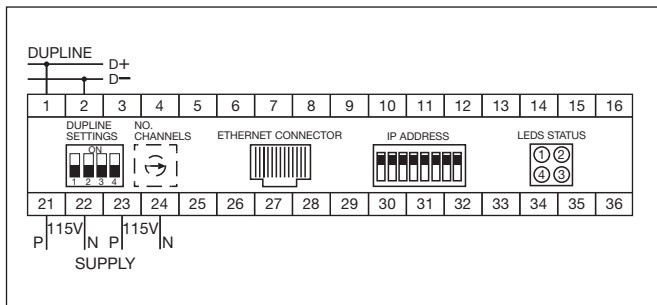 DUPLINE
D+
D−
1 2 3 4 5 6 7 8 9 10 11 12 13 14 15 16
DUPLINE SETTINGS
NO. CHANNELS
ETHERNET CONNECTOR
IP ADDRESS
LEDS STATUS
ON
1 2 3 4
1 2
4 3
21 22 23 24 25 26 27 28 29 30 31 32 33 34 35 36
P 115V N P 115V N
SUPPLY